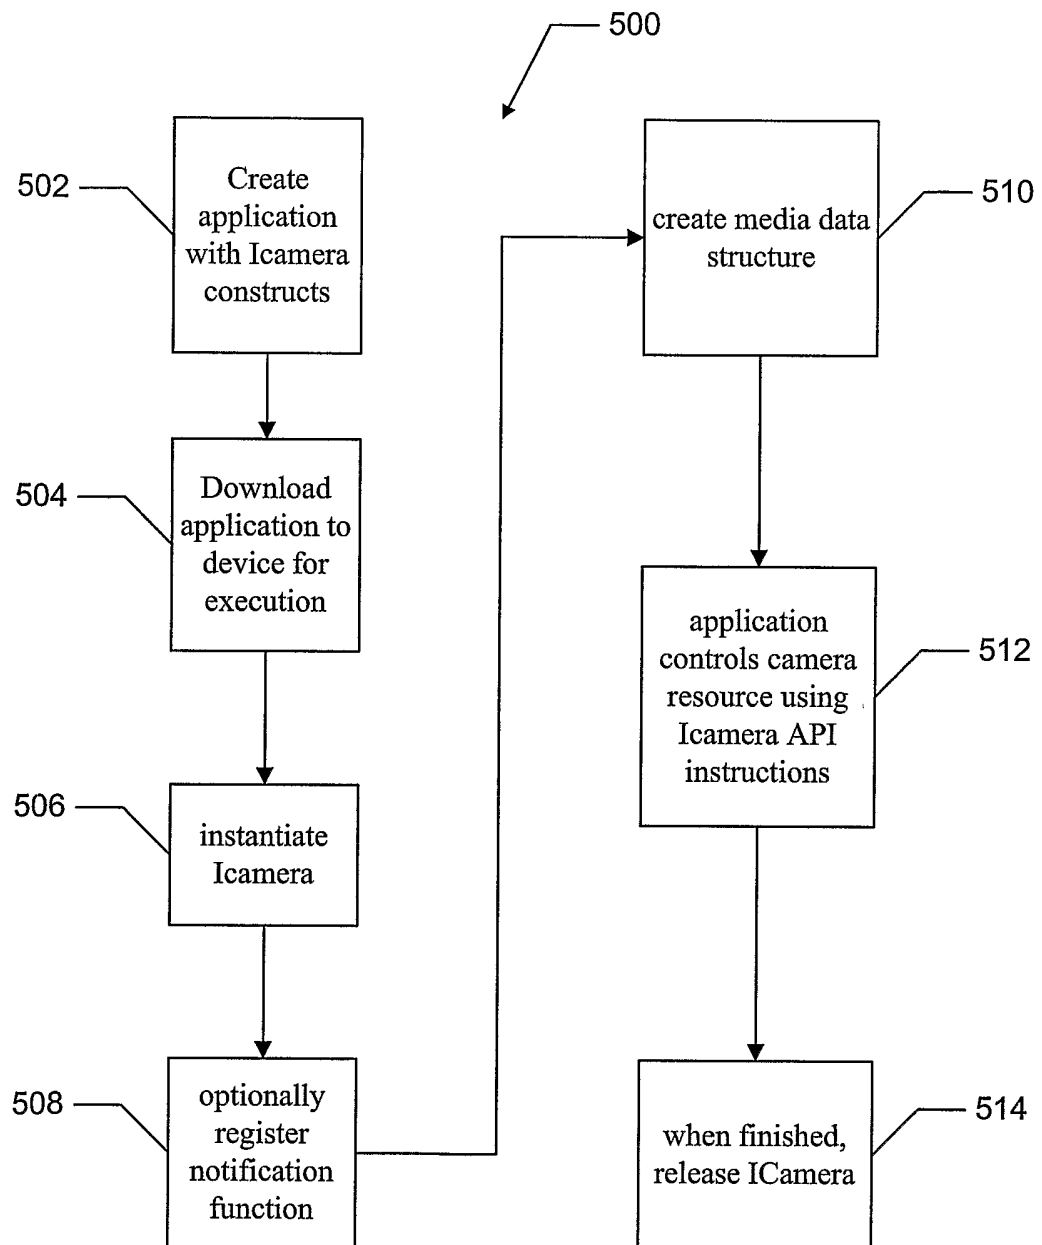 500
502
Create
application
with Icamera
constructs
504
Download
application to
device for
execution
506
instantiate
Icamera
508
optionally
register
notification
function
510
create media data
structure
512
application
controls camera
resource using
Icamera API
instructions
514
when finished,
release ICamera